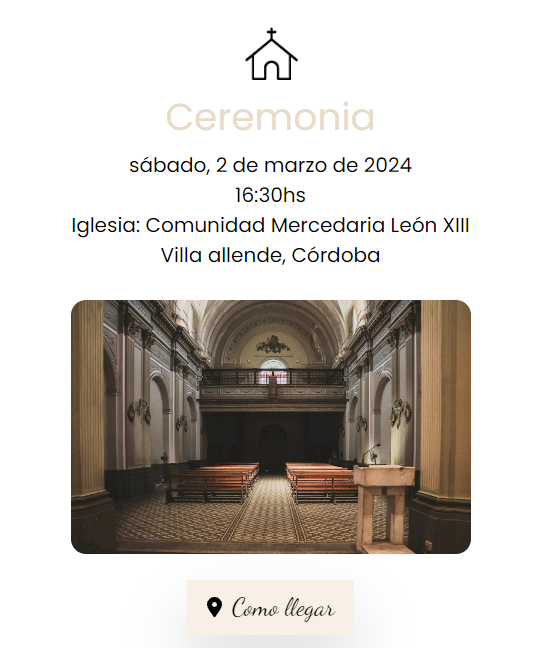 Ceremonia
sábado, 2 de marzo de 2024
16:30hs
Iglesia: Comunidad Mercedaria León XIII
Villa allende, Córdoba
Como llegar